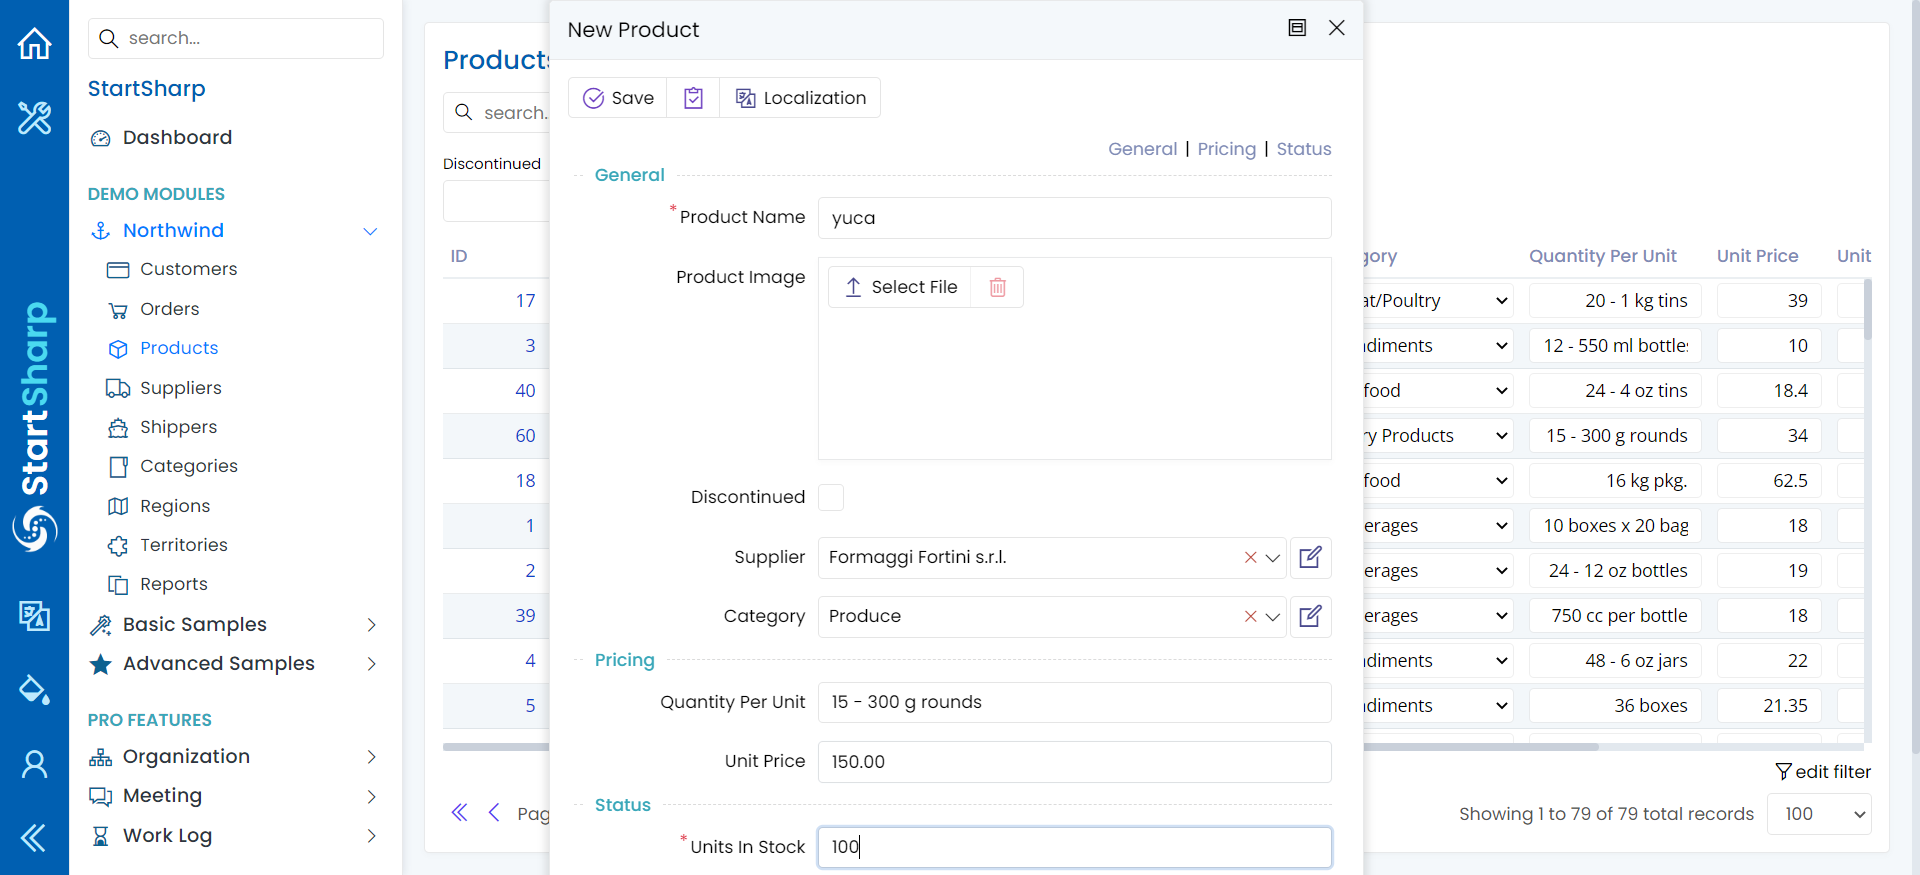 search...
StartSharp
Dashboard
DEMO MODULES
Northwind
Customers
Orders
Products
Suppliers
Shippers
Categories
Regions
Territories
Reports
Basic Samples
Advanced Samples
PRO FEATURES
Organization
Meeting
Work Log
StartSharp
Products
search.
Discontinued
ID
17
3
40
60
18
1
2
39
4
5
Pag
New Product
Save
Localization
General | Pricing | Status
General
* Product Name yuca
Product Image Select File
Discontinued
Supplier Formaggi Fortini s.r.l.
Category Produce
Pricing
Quantity Per Unit 15 - 300 g rounds
Unit Price 150.00
Status
* Units In Stock 100
gory Quantity Per Unit Unit Price Unit
at/Poultry 20 - 1 kg tins 39
diments 12 - 550 ml bottles 10
food 24 - 4 oz tins 18.4
ry Products 15 - 300 g rounds 34
food 16 kg pkg. 62.5
erages 10 boxes x 20 bag 18
erages 24 - 12 oz bottles 19
erages 750 cc per bottle 18
diments 48 - 6 oz jars 22
diments 36 boxes 21.35
edit filter
Showing 1 to 79 of 79 total records 100